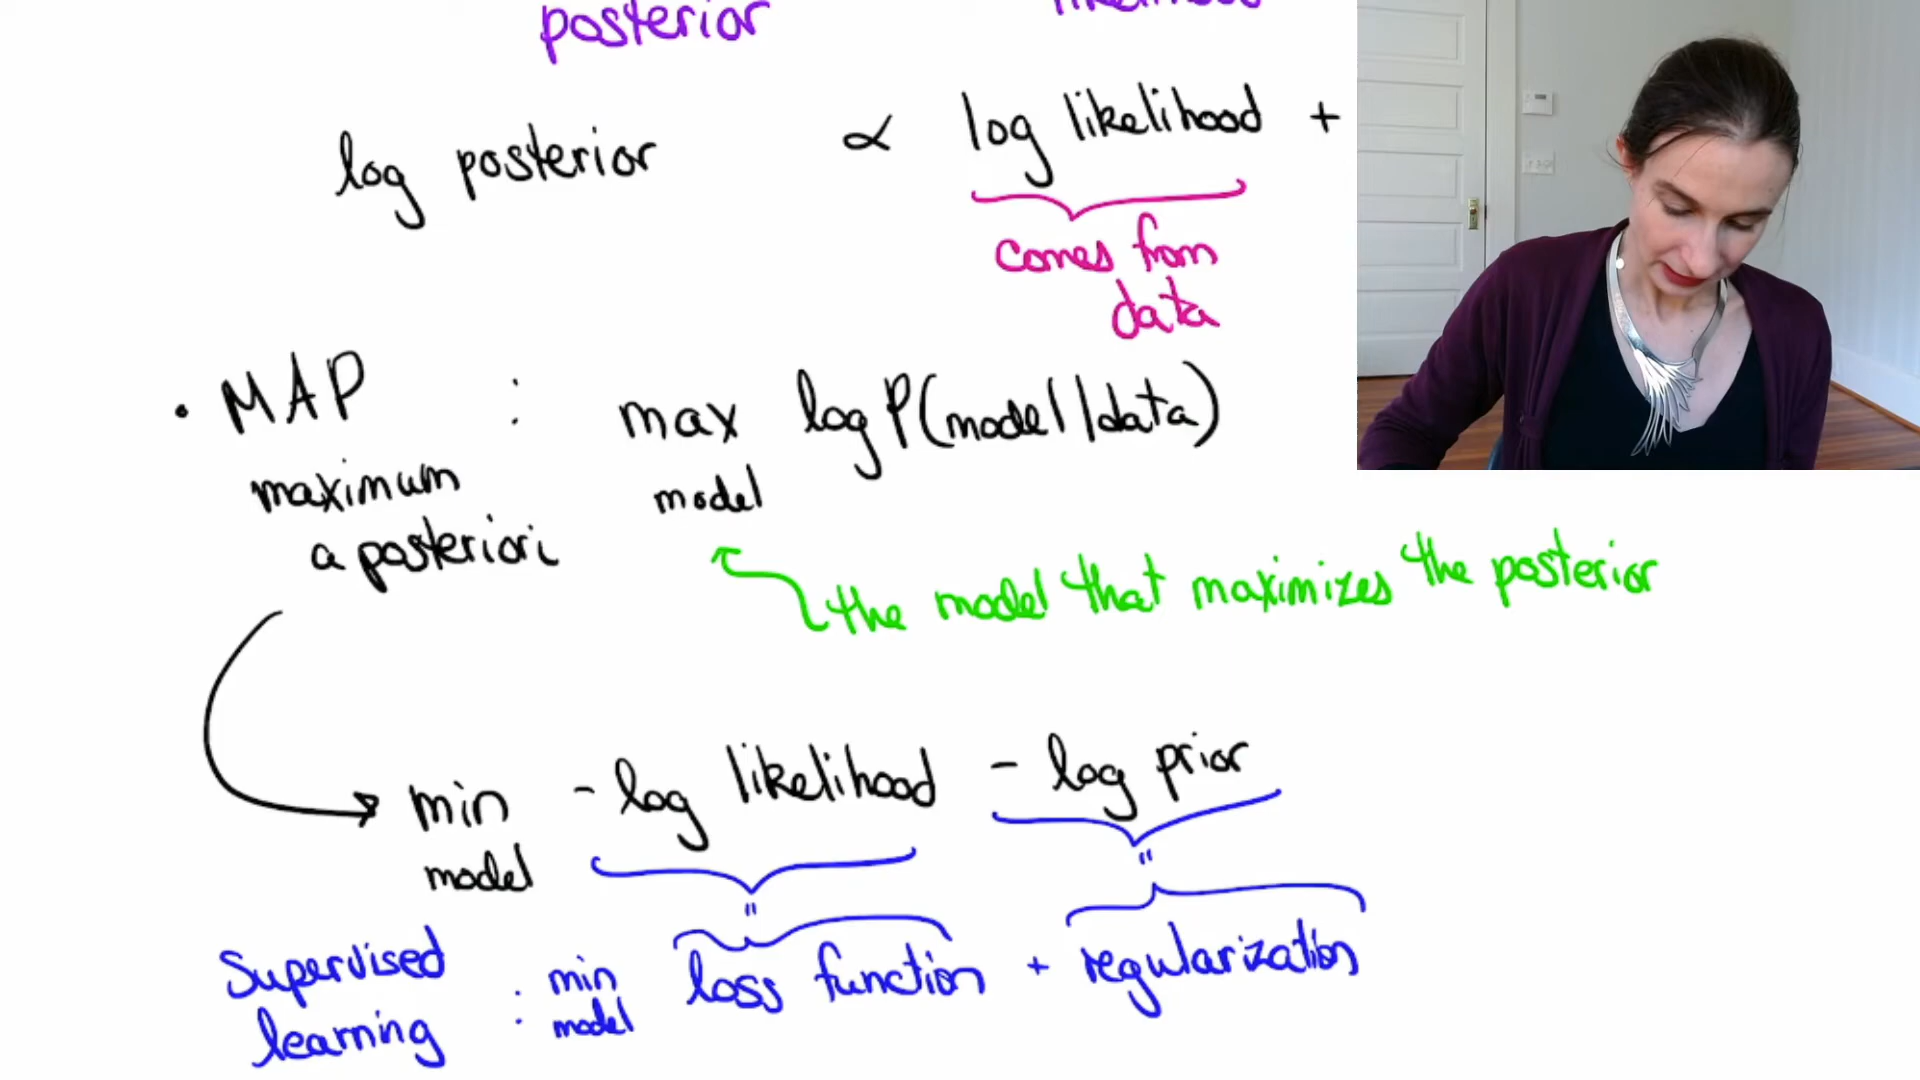 posterior likelihood
log posterior ∝ log likelihood +
comes from
data
• MAP : max log P(model|data)
maximum model
a posteriori
the model that maximizes the posterior
min - log likelihood - log prior
model " "
Supervised : min loss function + regularization
learning model